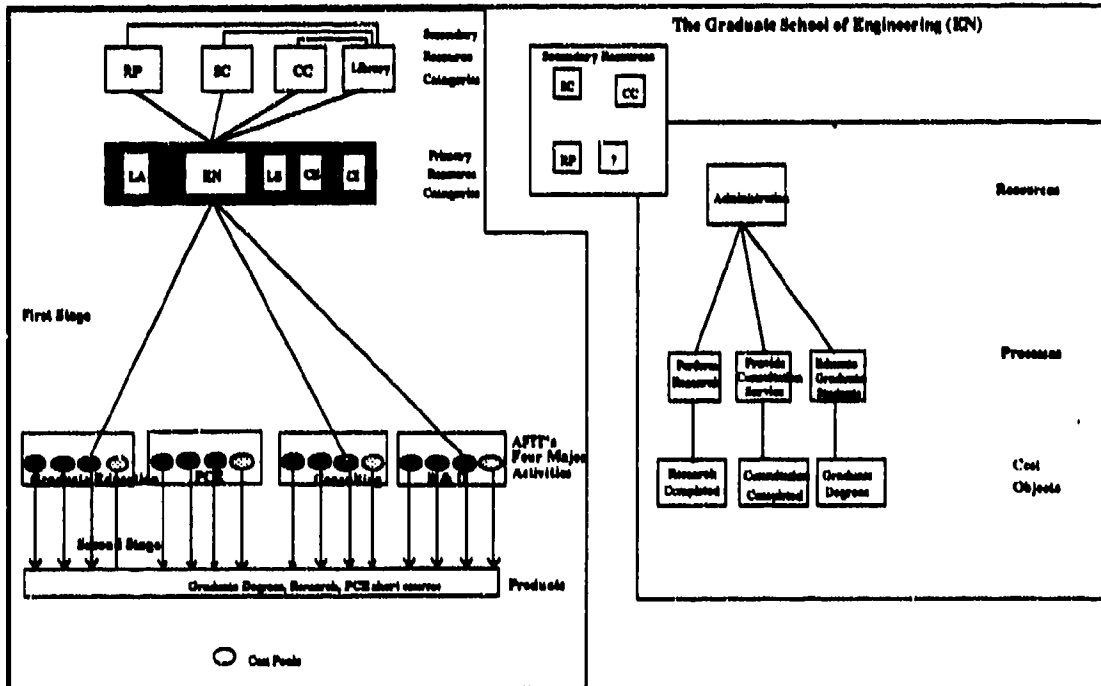 The Graduate School of Engineering (EN)
Secondary
Resource
Categories
RP
SC
CC
Library
Primary
Resource
Categories
LA
EN
LS
CI
First Stage
AFIT's
Four Major
Activities
Graduate Education
PCE
Consulting
Second Stage
Graduate Degrees, Research, PCE short courses
Products
Cost Pools
Secondary Resources
SC
CC
RP
?
Administration
Resources
Perform
Research
Provide
Consultation
Service
Educate
Graduate
Students
Processes
Research
Completed
Consultation
Completed
Graduate
Degrees
Cost
Objects